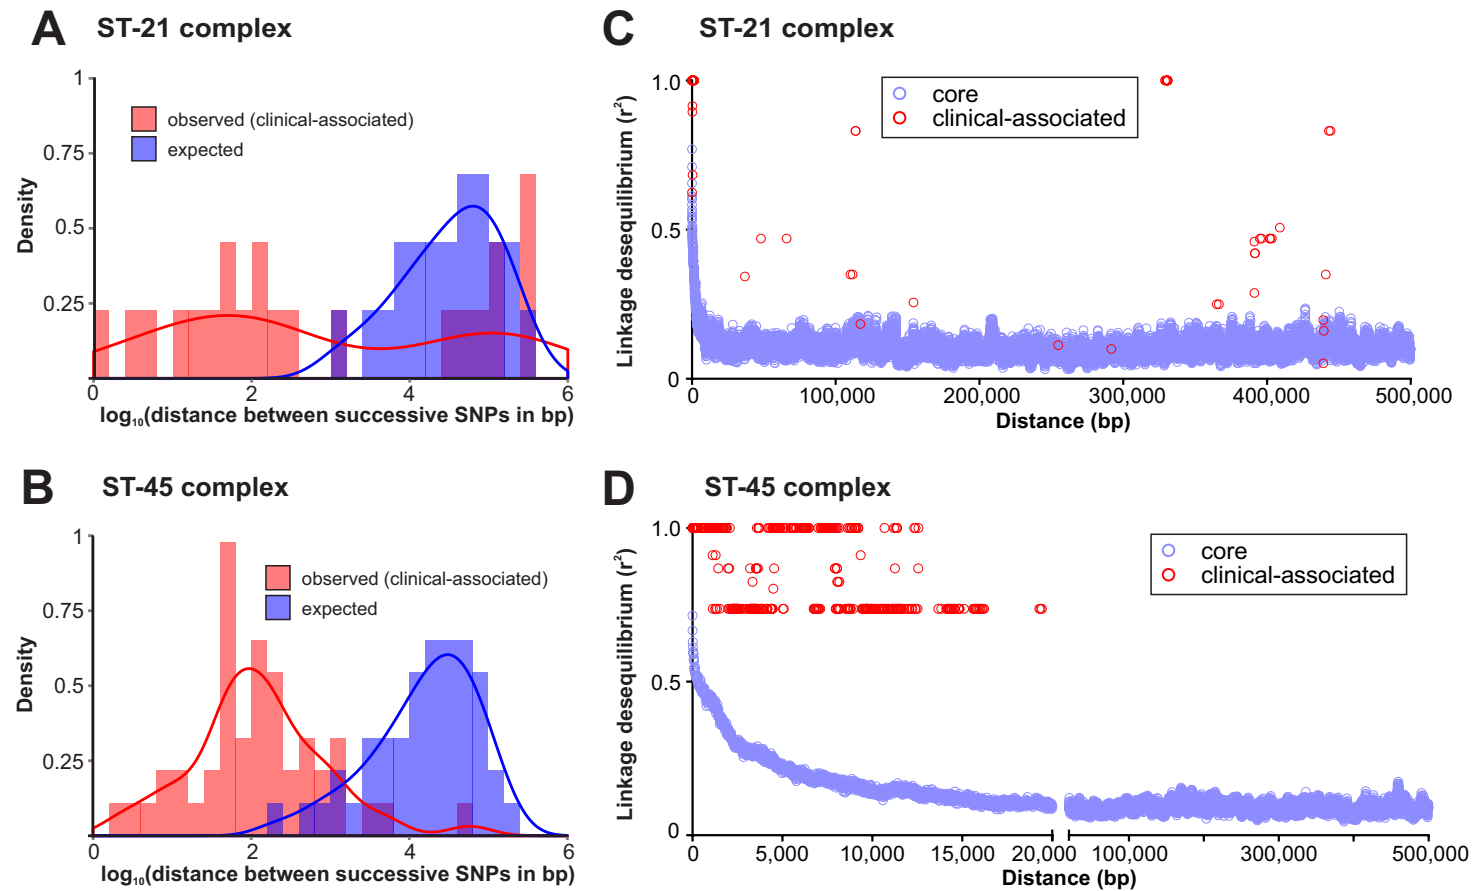 A ST-21 complex
1
0.75
0.5
0.25
Density
observed (clinical-associated)
expected
0 2 4 6
log₁₀(distance between successive SNPs in bp)
C ST-21 complex
1.0
0.5
0
Linkage desequilibrium (r²)
core
clinical-associated
0 100,000 200,000 300,000 400,000 500,000
Distance (bp)
B ST-45 complex
1
0.75
0.5
0.25
Density
observed (clinical-associated)
expected
0 2 4 6
log₁₀(distance between successive SNPs in bp)
D ST-45 complex
1.0
0.5
0
Linkage desequilibrium (r²)
core
clinical-associated
0 5,000 10,000 15,000 20,000 100,000 300,000 500,000
Distance (bp)